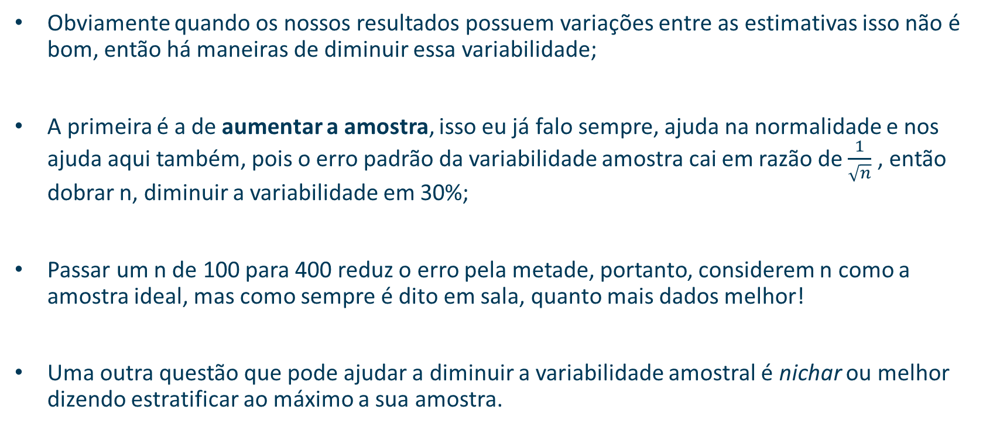 • Obviamente quando os nossos resultados possuem variações entre as estimativas isso não é
bom, então há maneiras de diminuir essa variabilidade;
• A primeira é a de aumentar a amostra, isso eu já falo sempre, ajuda na normalidade e nos
ajuda aqui também, pois o erro padrão da variabilidade amostra cai em razão de 1/√n , então
dobrar n, diminuir a variabilidade em 30%;
• Passar um n de 100 para 400 reduz o erro pela metade, portanto, considerem n como a
amostra ideal, mas como sempre é dito em sala, quanto mais dados melhor!
• Uma outra questão que pode ajudar a diminuir a variabilidade amostral é nichar ou melhor
dizendo estratificar ao máximo a sua amostra.